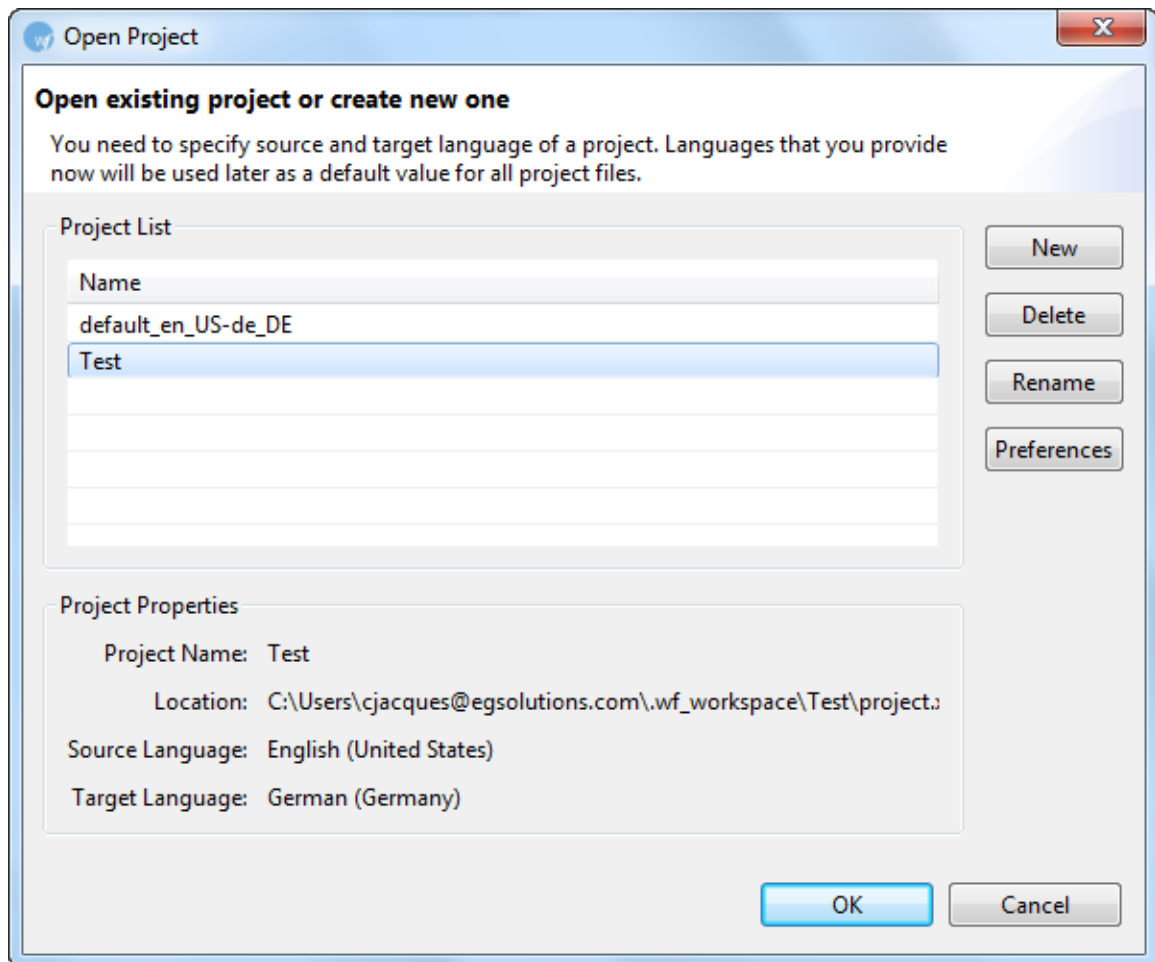 Open Project
Open existing project or create new one
You need to specify source and target language of a project. Languages that you provide
now will be used later as a default value for all project files.
Project List
Name
default_en_US-de_DE
Test
New
Delete
Rename
Preferences
Project Properties
Project Name: Test
Location: C:\Users\cjacques@egsolutions.com\.wf_workspace\Test\project.x
Source Language: English (United States)
Target Language: German (Germany)
OK
Cancel